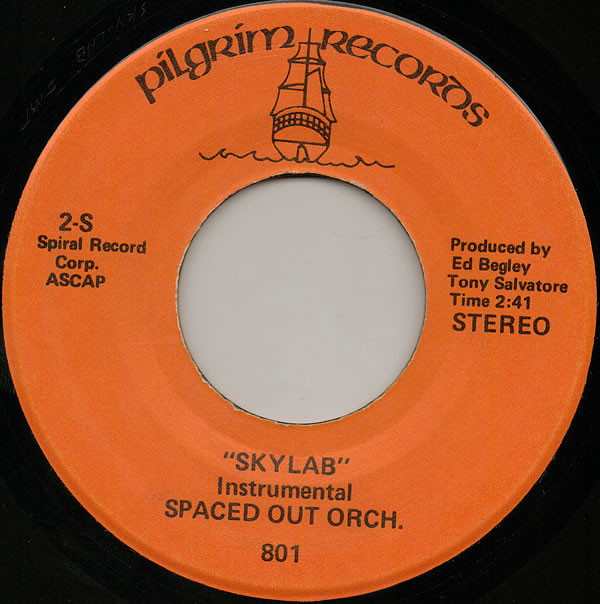 pilgrim records
2-S
Spiral Record
Corp.
ASCAP
Produced by
Ed Begley
Tony Salvatore
Time 2:41
STEREO
"SKYLAB"
Instrumental
SPACED OUT ORCH.
801